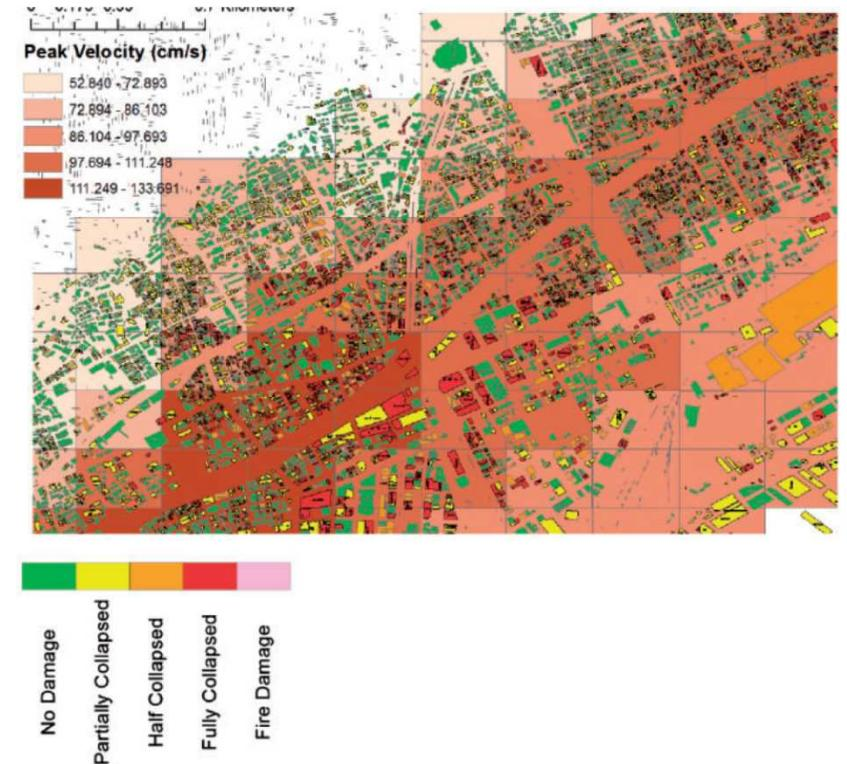 Kilometers
Peak Velocity (cm/s)
52.840 - 72.893
72.894 - 86.103
86.104 - 97.693
97.694 - 111.248
111.249 - 133.691
No Damage
Partially Collapsed
Half Collapsed
Fully Collapsed
Fire Damage